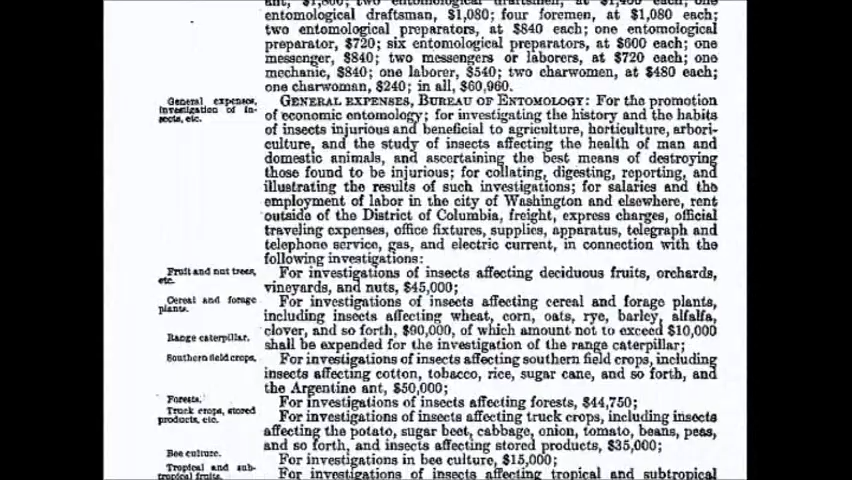 entomological draftsman, $1,080; four foremen, at $1,080 each;
two entomological preparators, at $840 each; one entomological
preparator, $720; six entomological preparators, at $600 each; one
messenger, $840; two messengers or laborers, at $720 each; one
mechanic, $840; one laborer, $540; two charwomen, at $480 each;
one charwoman, $240; in all, $60,960.
General expenses,
investigation of in-
sects, etc.
GENERAL EXPENSES, BUREAU OF ENTOMOLOGY: For the promotion
of economic entomology; for investigating the history and the habits
of insects injurious and beneficial to agriculture, horticulture, arbori-
culture, and the study of insects affecting the health of man and
domestic animals, and ascertaining the best means of destroying
those found to be injurious; for collating, digesting, reporting, and
illustrating the results of such investigations; for salaries and the
employment of labor in the city of Washington and elsewhere, rent
outside of the District of Columbia, freight, express charges, official
traveling expenses, office fixtures, supplies, apparatus, telegraph and
telephone service, gas, and electric current, in connection with the
following investigations:
Fruit and nut trees,
etc.
For investigations of insects affecting deciduous fruits, orchards,
vineyards, and nuts, $45,000;
Cereal and forage
plants.
For investigations of insects affecting cereal and forage plants,
including insects affecting wheat, corn, oats, rye, barley, alfalfa,
clover, and so forth, $90,000, of which amount not to exceed $10,000
Range caterpillar.
shall be expended for the investigation of the range caterpillar;
Southern field crops.
For investigations of insects affecting southern field crops, including
insects affecting cotton, tobacco, rice, sugar cane, and so forth, and
the Argentine ant, $50,000;
Forests.
For investigations of insects affecting forests, $44,750;
Truck crops, stored
products, etc.
For investigations of insects affecting truck crops, including insects
affecting the potato, sugar beet, cabbage, onion, tomato, beans, peas,
and so forth, and insects affecting stored products, $35,000;
Bee culture.
For investigations in bee culture, $15,000;
Tropical and sub-
tropical fruits.
For investigations of insects affecting tropical and subtropical